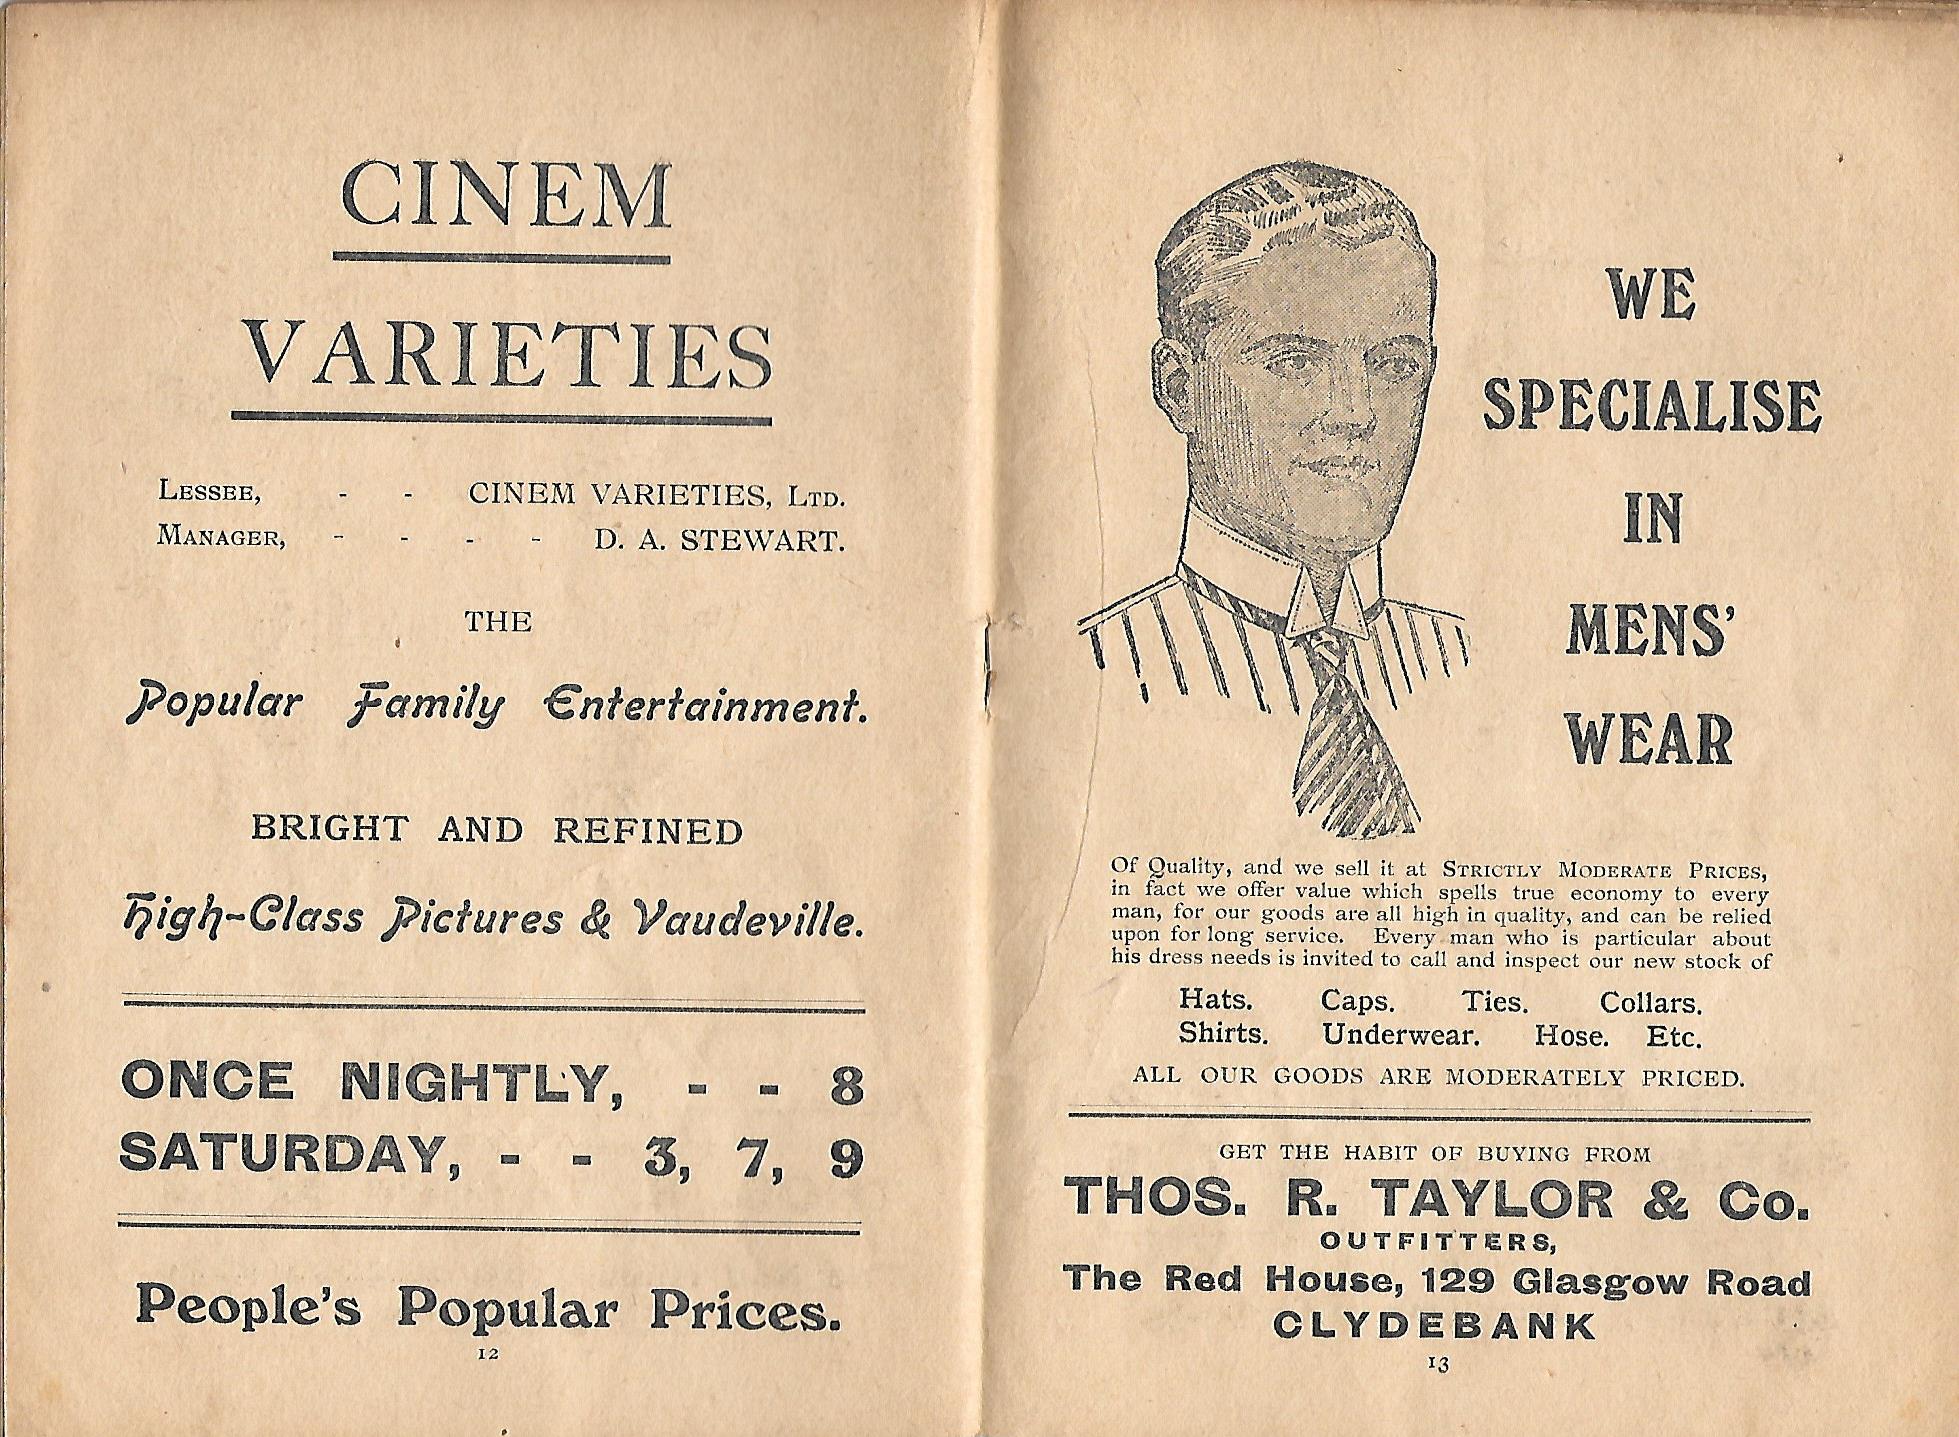 CINEM
VARIETIES
LESSEE, - - CINEM VARIETIES, LTD.
MANAGER, - - - - D. A. STEWART.
THE
Popular Family Entertainment.
BRIGHT AND REFINED
High-Class Pictures & Vaudeville.
ONCE NIGHTLY, - - 8
SATURDAY, - - 3, 7, 9
People's Popular Prices.
12
WE
SPECIALISE
IN
MENS'
WEAR
Of Quality, and we sell it at STRICTLY MODERATE PRICES,
in fact we offer value which spells true economy to every
man, for our goods are all high in quality, and can be relied
upon for long service. Every man who is particular about
his dress needs is invited to call and inspect our new stock of
Hats. Caps. Ties. Collars.
Shirts. Underwear. Hose. Etc.
ALL OUR GOODS ARE MODERATELY PRICED.
GET THE HABIT OF BUYING FROM
THOS. R. TAYLOR & Co.
OUTFITTERS,
The Red House, 129 Glasgow Road
CLYDEBANK
13